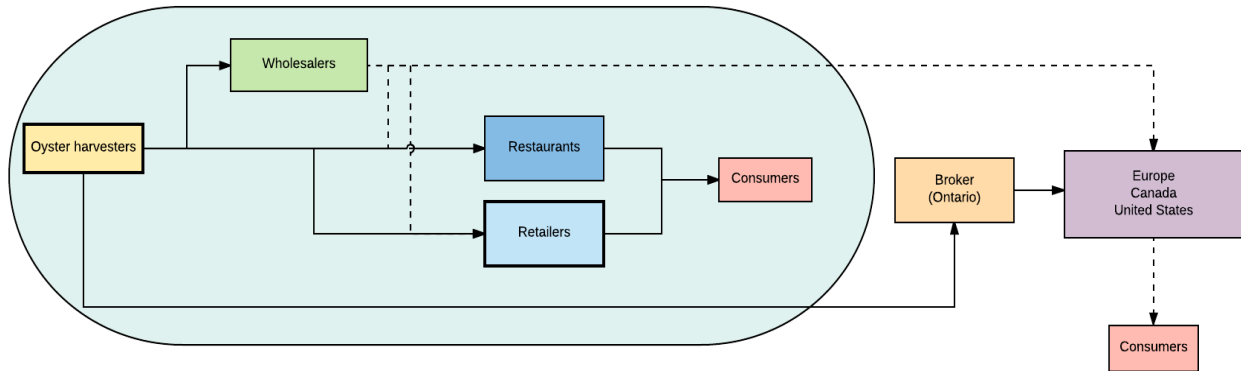 Wholesalers
Oyster harvesters
Restaurants
Retailers
Consumers
Broker
(Ontario)
Europe
Canada
United States
Consumers